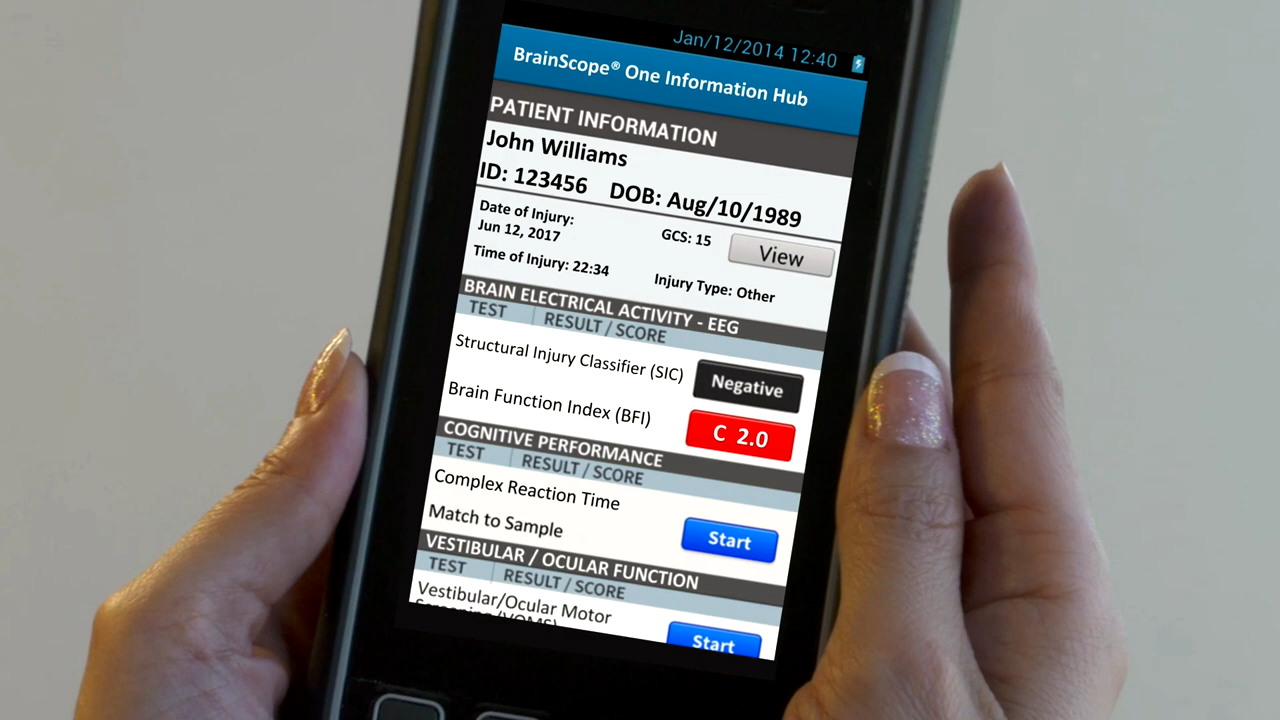 Jan/12/2014 12:40
BrainScope® One Information Hub
PATIENT INFORMATION
John Williams
ID: 123456 DOB: Aug/10/1989
Date of Injury:
Jun 12, 2017
GCS: 15
View
Time of Injury: 22:34
Injury Type: Other
BRAIN ELECTRICAL ACTIVITY - EEG
TEST RESULT / SCORE
Structural Injury Classifier (SIC) Negative
Brain Function Index (BFI) C 2.0
COGNITIVE PERFORMANCE
TEST RESULT / SCORE
Complex Reaction Time
Match to Sample Start
VESTIBULAR / OCULAR FUNCTION
TEST RESULT / SCORE
Vestibular/Ocular Motor
Screening (VOMS) Start